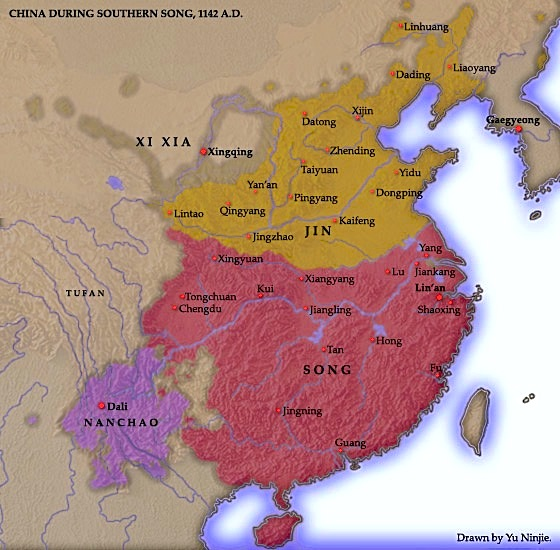 CHINA DURING SOUTHERN SONG, 1142 A.D.
Linhuang
Liaoyang
Dading
Gaegyeong
Xijin
Datong
XI XIA
Xingqing
Zhending
Taiyuan
Yidu
Yan'an
Dongping
Pingyang
Lintao
Qingyang
Kaifeng
JIN
Jingzhao
Yang
Xingyuan
Lu
Jiankang
Xiangyang
Lin'an
Kui
TUFAN
Tongchuan
Chengdu
Jiangling
Shaoxing
Hong
Tan
SONG
Fu
Dali
Jingning
NANCHAO
Guang
Drawn by Yu Ninjie.